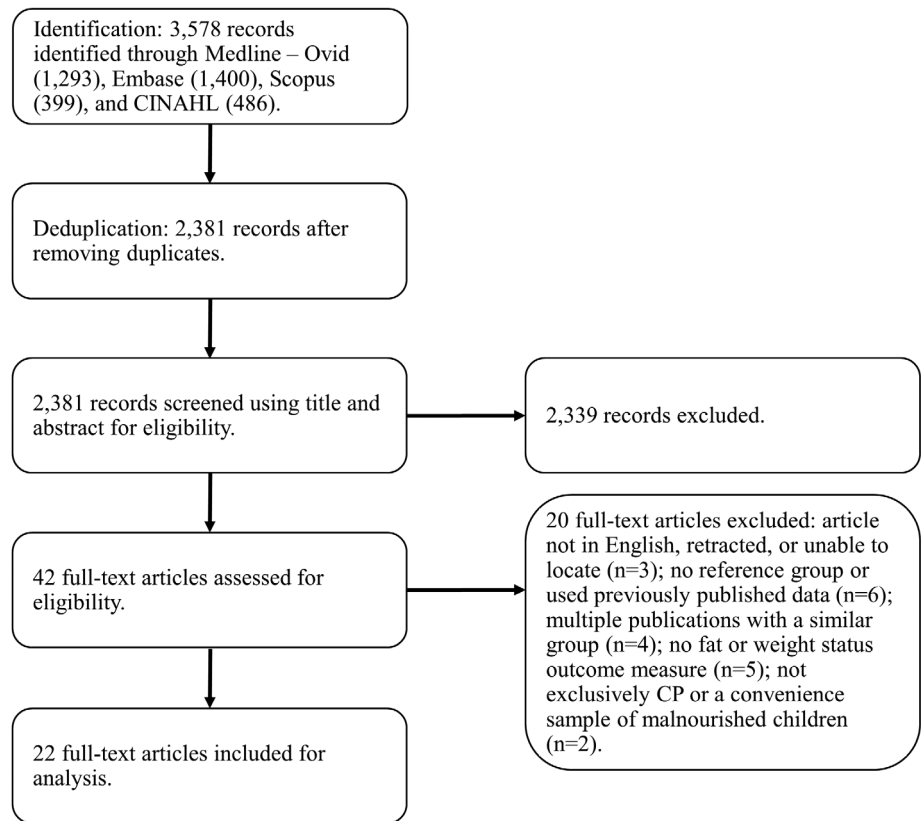 Identification: 3,578 records
identified through Medline – Ovid
(1,293), Embase (1,400), Scopus
(399), and CINAHL (486).
Deduplication: 2,381 records after
removing duplicates.
2,381 records screened using title and
abstract for eligibility.
2,339 records excluded.
42 full-text articles assessed for
eligibility.
20 full-text articles excluded: article
not in English, retracted, or unable to
locate (n=3); no reference group or
used previously published data (n=6);
multiple publications with a similar
group (n=4); no fat or weight status
outcome measure (n=5); not
exclusively CP or a convenience
sample of malnourished children
(n=2).
22 full-text articles included for
analysis.